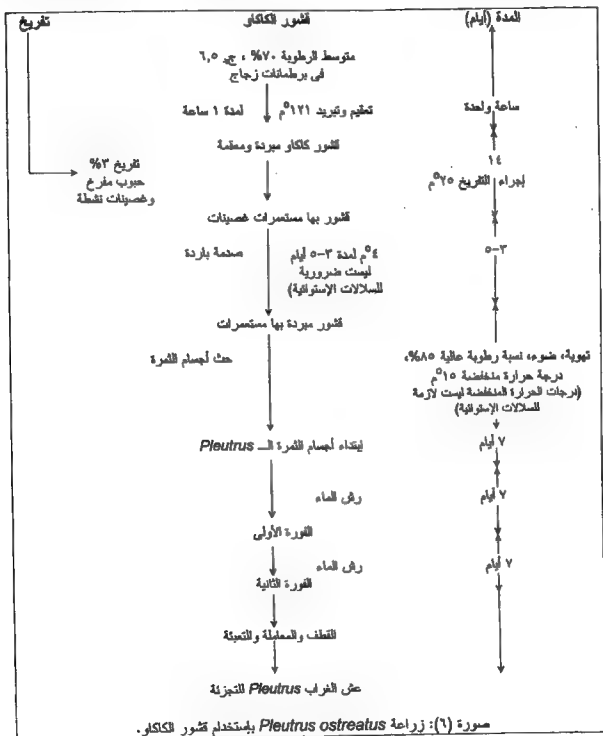 المدة (أيام)
قشور الكاكاو
تفريخ
متوسط الرطوبة ٧٠% ، جـ ٦,٥
فى برطمانات زجاج
ساعة واحدة
تعقيم وتبريد ١٢١°م
لمدة ١ ساعة
قشور كاكاو مبردة ومعقمة
١٤
إجراء التفريخ ٢٥°م
تفريخ ٣%
حبوب مفرخ
وغصينات نشطة
قشور بها مستعمرات غصينات
٣-٥
صدمة باردة
٤°م لمدة ٣-٥ أيام
ليست ضرورية
للسلالات الإستوائية)
قشور مبردة بها مستعمرات
حث أجسام الثمرة
تهوية، ضوء، نسبة رطوبة عالية ٨٥%،
درجة حرارة منخفضة ١٥°م
(درجات الحرارة المنخفضة ليست لازمة
للسلالات الإستوائية)
إبتداء أجسام الثمرة الـ Pleutrus
٧ أيام
رش الماء
٧ أيام
الفورة الأولى
رش الماء
٧ أيام
الفورة الثانية
القطف والمعاملة والتعبئة
عش الغراب Pleutrus للتجزئة
صورة (٦): زراعة Pleutrus ostreatus بإستخدام قشور الكاكاو.